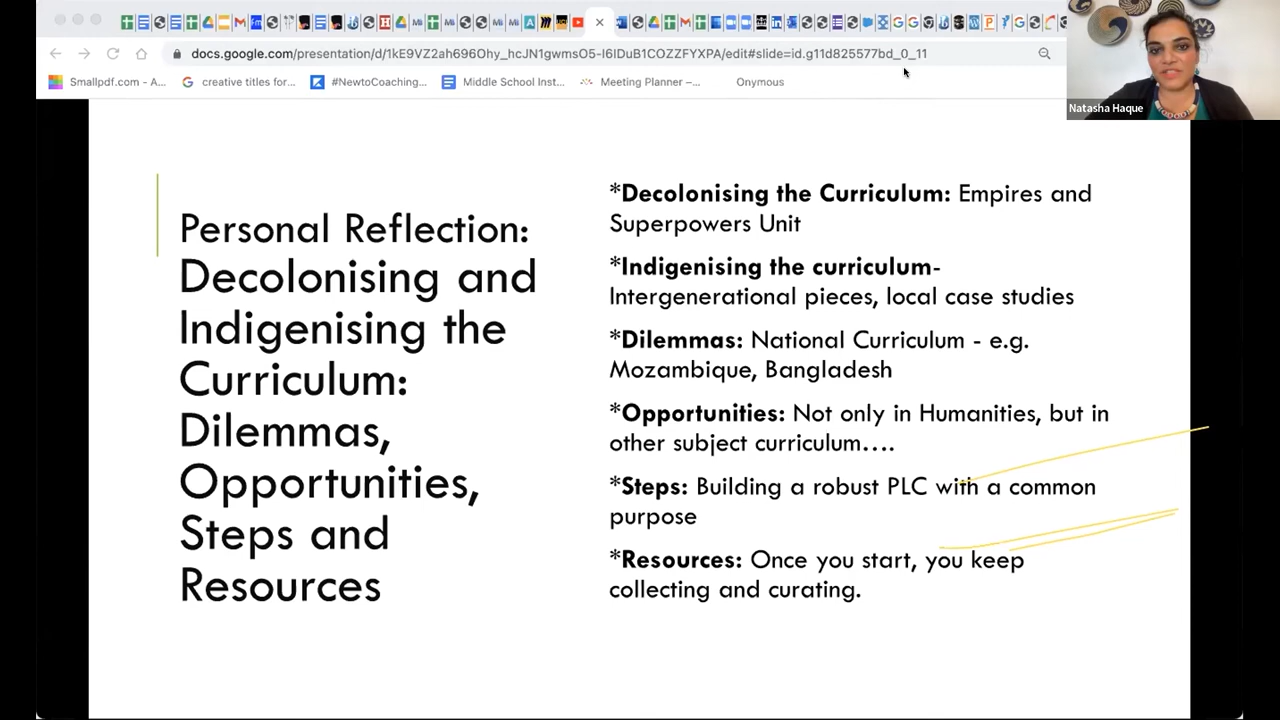 docs.google.com/presentation/d/1kE9VZ2ah696Ohy_hcJN1gwmsO5-I6lDuB1COZZFYXPA/edit#slide=id.g11d825577bd_0_11
Smallpdf.com - A...
creative titles for...
#NewtoCoaching...
Middle School Inst...
Meeting Planner –...
Onymous
Natasha Haque
Personal Reflection:
Decolonising and
Indigenising the
Curriculum:
Dilemmas,
Opportunities,
Steps and
Resources
*Decolonising the Curriculum: Empires and
Superpowers Unit
*Indigenising the curriculum-
Intergenerational pieces, local case studies
*Dilemmas: National Curriculum - e.g.
Mozambique, Bangladesh
*Opportunities: Not only in Humanities, but in
other subject curriculum....
*Steps: Building a robust PLC with a common
purpose
*Resources: Once you start, you keep
collecting and curating.